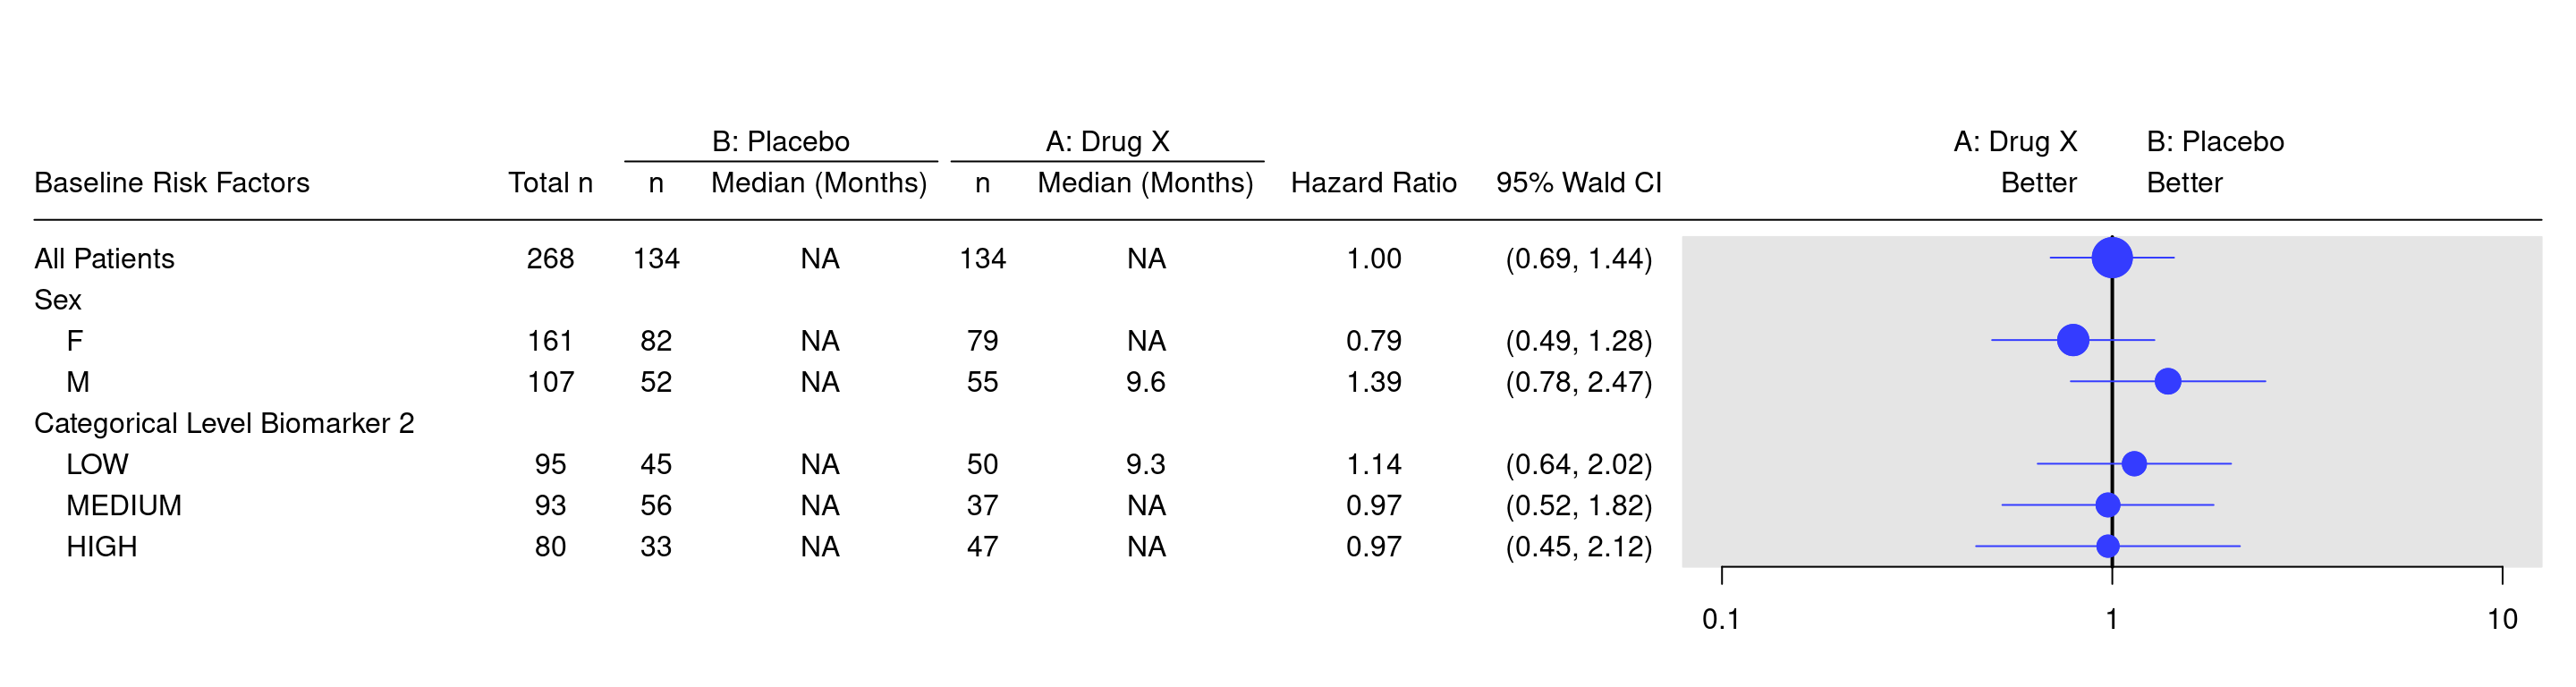 B: Placebo A: Drug X A: Drug X B: Placebo
Baseline Risk Factors Total n n Median (Months) n Median (Months) Hazard Ratio 95% Wald CI Better Better
All Patients 268 134 NA 134 NA 1.00 (0.69, 1.44)
Sex
F 161 82 NA 79 NA 0.79 (0.49, 1.28)
M 107 52 NA 55 9.6 1.39 (0.78, 2.47)
Categorical Level Biomarker 2
LOW 95 45 NA 50 9.3 1.14 (0.64, 2.02)
MEDIUM 93 56 NA 37 NA 0.97 (0.52, 1.82)
HIGH 80 33 NA 47 NA 0.97 (0.45, 2.12)
0.1 1 10